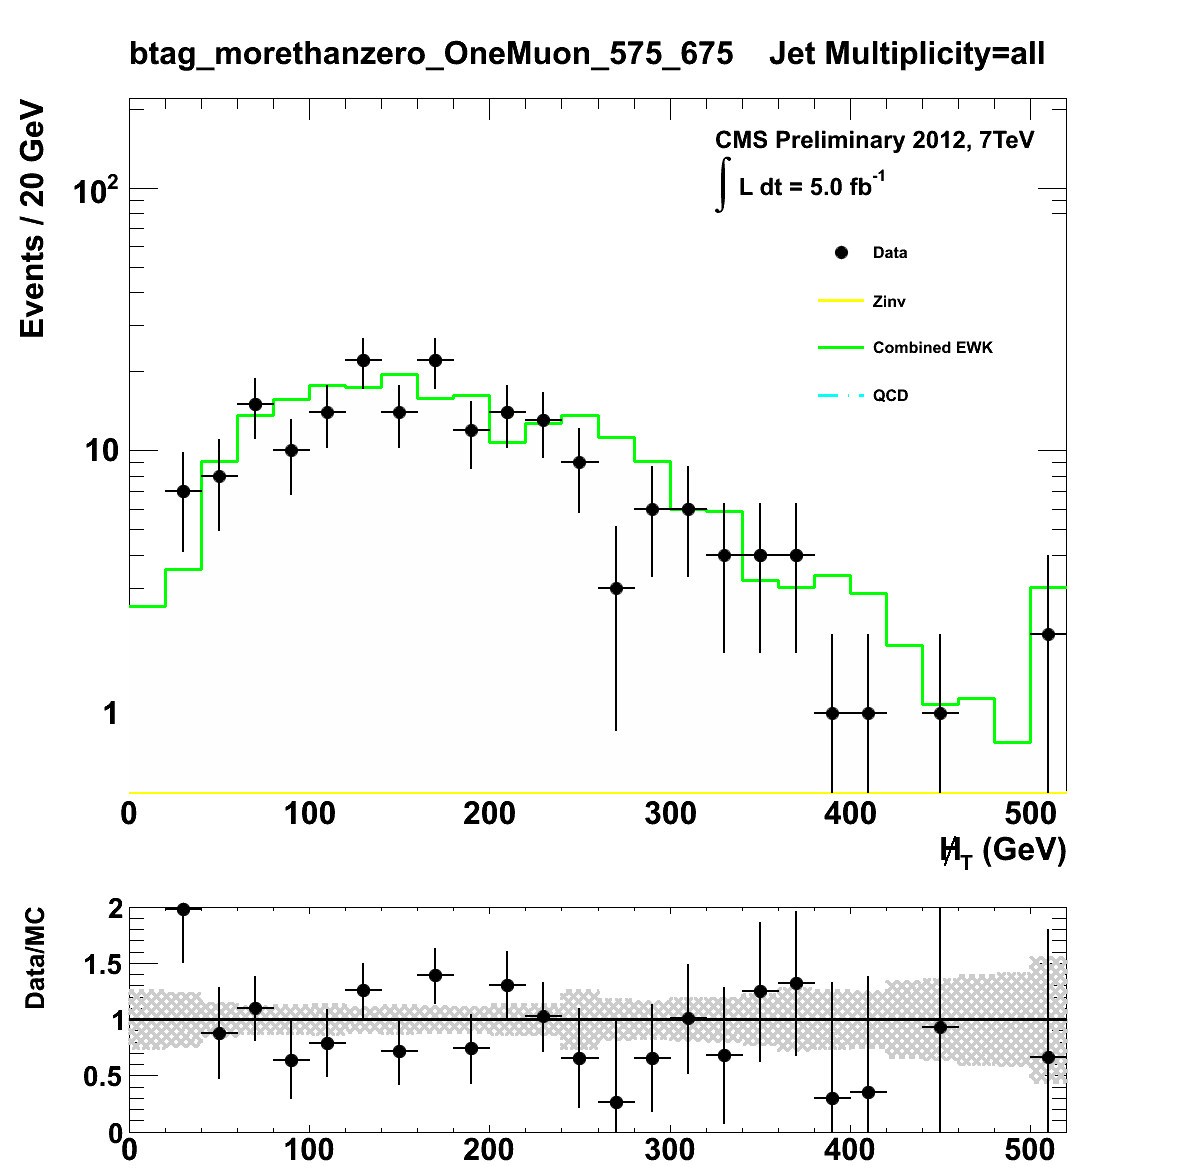 btag_morethanzero_OneMuon_575_675 Jet Multiplicity=all
Events / 20 GeV
CMS Preliminary 2012, 7TeV
∫ L dt = 5.0 fb⁻¹
Data
Zinv
Combined EWK
QCD
10²
10
1
0 100 200 300 400 500
H̸_T (GeV)
Data/MC
2
1.5
1
0.5
0
0 100 200 300 400 500